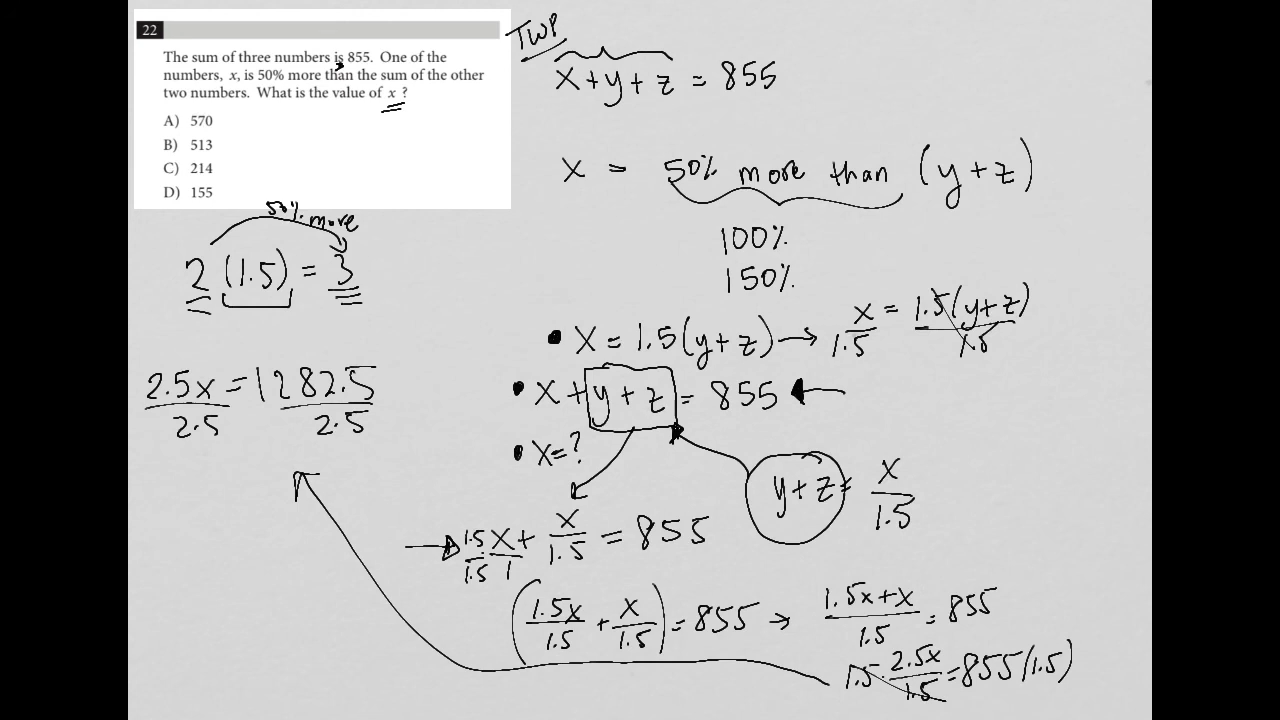 22
The sum of three numbers is 855. One of the
numbers, x, is 50% more than the sum of the other
two numbers. What is the value of x ?
A) 570
B) 513
C) 214
D) 155
TWP
x+y+z = 855
x = 50% more than (y+z)
100%
150%
50% more
2 (1.5) = 3
• x = 1.5(y+z) → x/1.5 = 1.5(y+z)/1.5
• x+y+z = 855
• x=?
y+z = x/1.5
→ 1.5/1.5 · x/1 + x/1.5 = 855
(1.5x/1.5 + x/1.5) = 855 → 1.5x+x/1.5 = 855
1.5 · 2.5x/1.5 = 855(1.5)
2.5x/2.5 = 1282.5/2.5